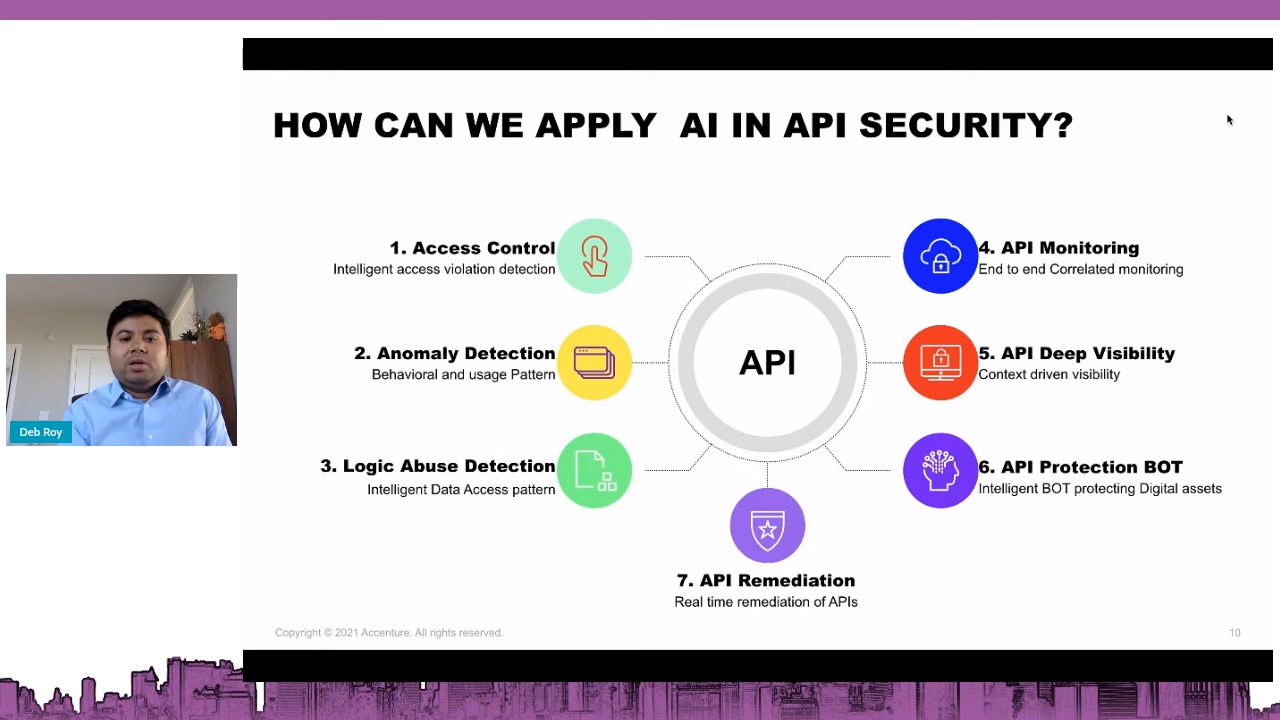 HOW CAN WE APPLY AI IN API SECURITY?
1. Access Control
Intelligent access violation detection
2. Anomaly Detection
Behavioral and usage Pattern
3. Logic Abuse Detection
Intelligent Data Access pattern
API
4. API Monitoring
End to end Correlated monitoring
5. API Deep Visibility
Context driven visibility
6. API Protection BOT
Intelligent BOT protecting Digital assets
7. API Remediation
Real time remediation of APIs
Deb Roy
Copyright © 2021 Accenture. All rights reserved.
10